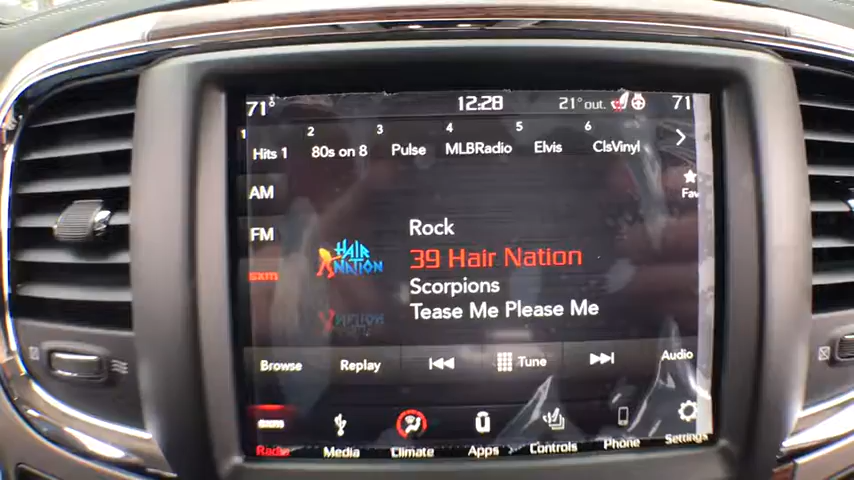 71° 12:28 21° out. 71
1 2 3 4 5 6
Hits 1 80s on 8 Pulse MLBRadio Elvis ClsVinyl
AM
Fav
FM
Rock
HAIR NATION
39 Hair Nation
sxm
Scorpions
Tease Me Please Me
Browse Replay Tune Audio
sxm
Radio Media Climate Apps Controls Phone Settings